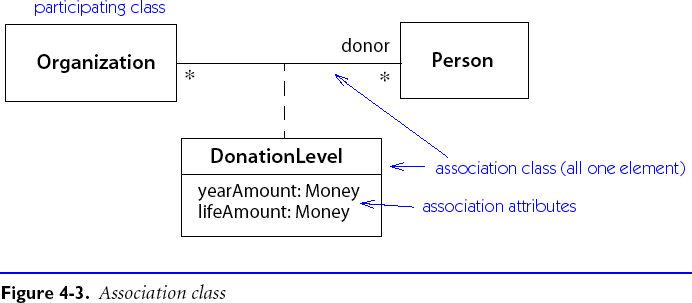 participating class
Organization
donor
Person
*
*
DonationLevel
yearAmount: Money
lifeAmount: Money
association class (all one element)
association attributes
Figure 4-3. Association class